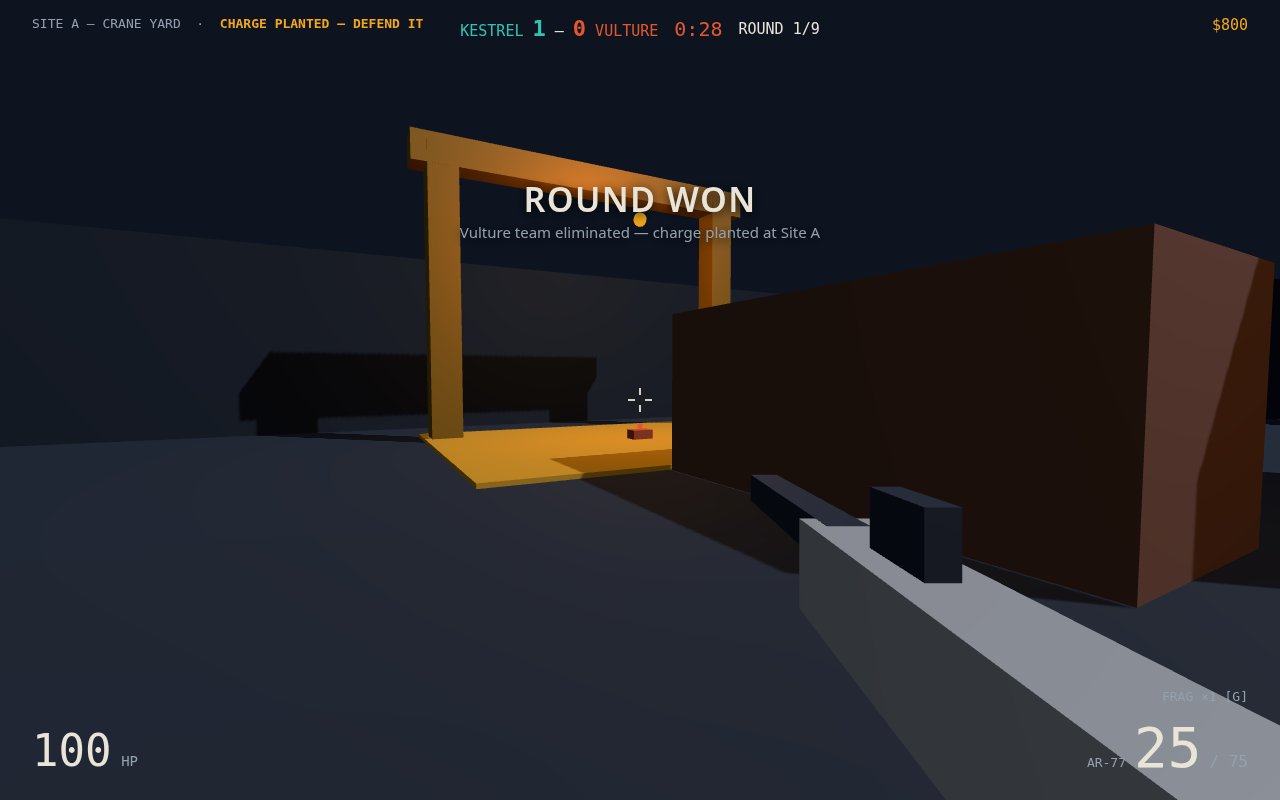 SITE A — CRANE YARD · CHARGE PLANTED — DEFEND IT
KESTREL 1 — 0 VULTURE 0:28 ROUND 1/9
$800
ROUND WON
Vulture team eliminated — charge planted at Site A
FRAG ×1 [G]
100 HP
AR-77 25 / 75